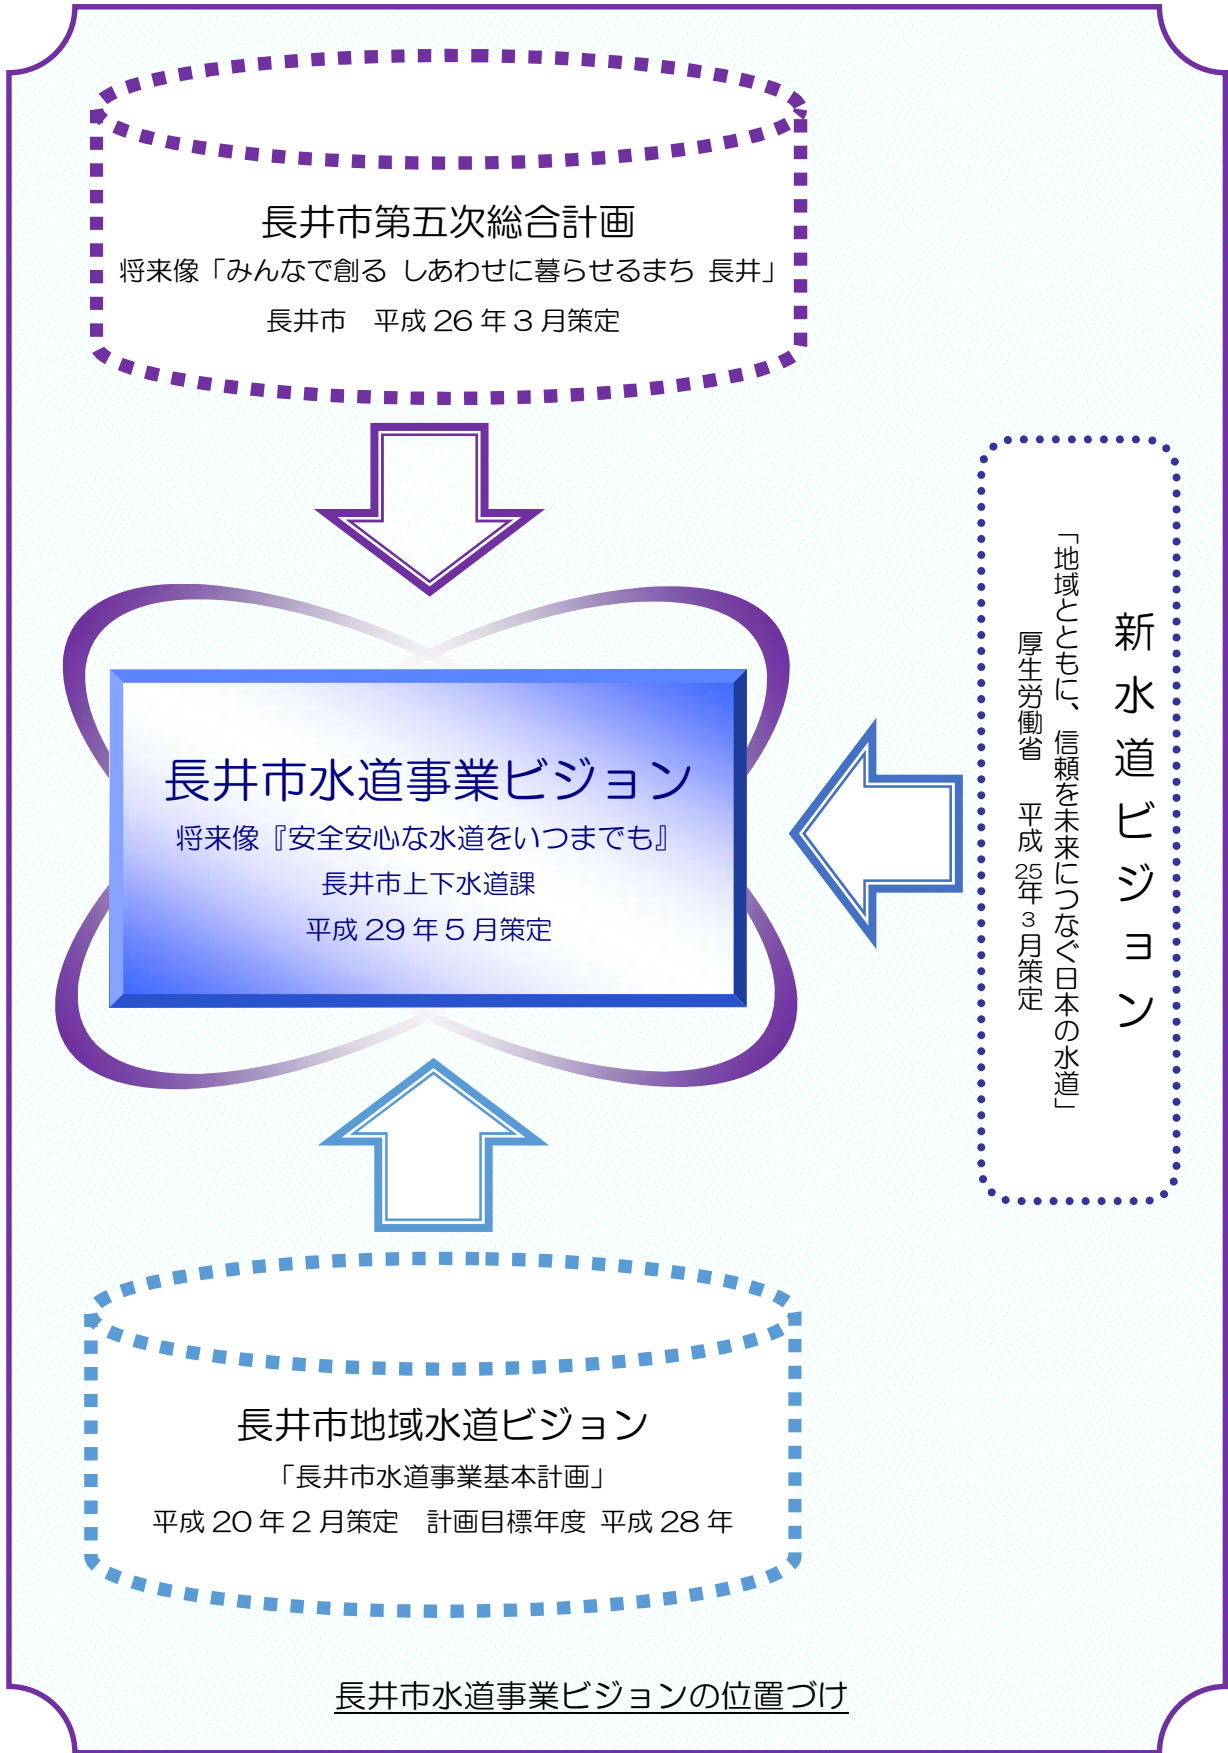 長井市第五次総合計画
将来像「みんなで創る しあわせに暮らせるまち 長井」
長井市　平成 26 年 3 月策定
新水道ビジョン
「地域とともに、信頼を未来につなぐ日本の水道」
厚生労働省　平成 25年 3 月策定
長井市水道事業ビジョン
将来像『安全安心な水道をいつまでも』
長井市上下水道課
平成 29 年 5 月策定
長井市地域水道ビジョン
「長井市水道事業基本計画」
平成 20 年 2 月策定　計画目標年度 平成 28 年
長井市水道事業ビジョンの位置づけ